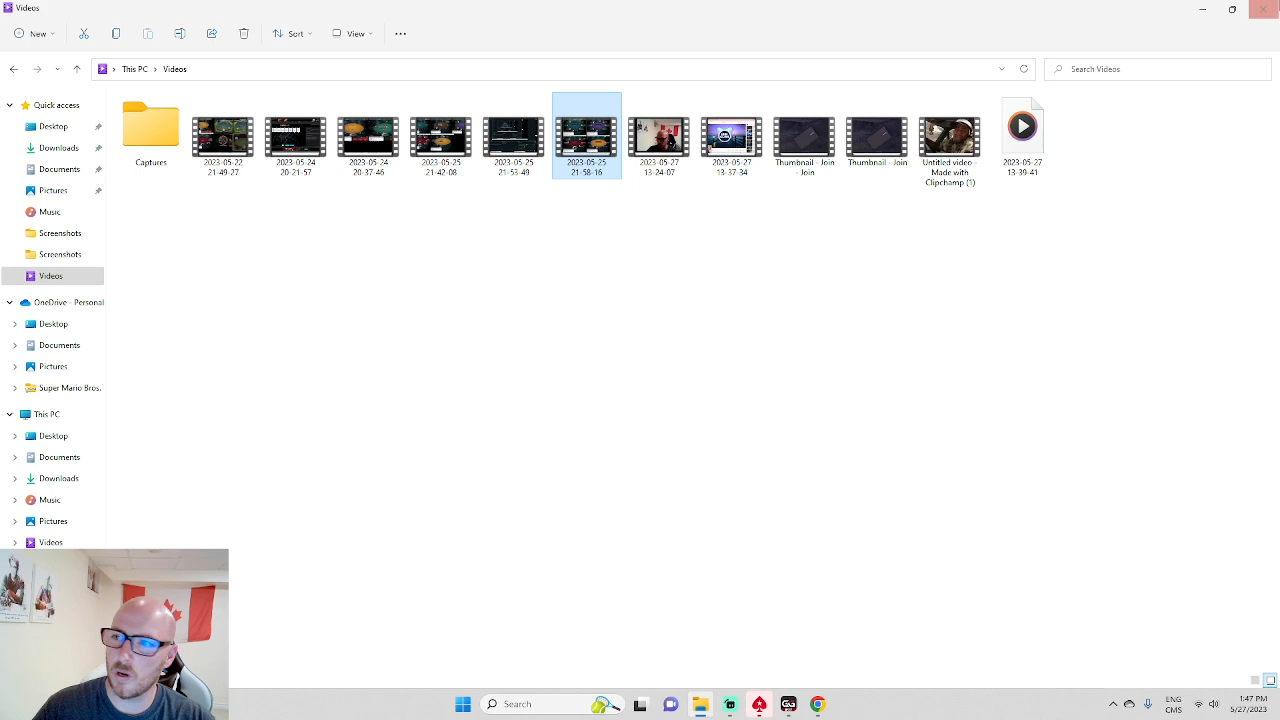 Videos
New
Sort
View
This PC
Videos
Search Videos
Quick access
Desktop
Downloads
Documents
Pictures
Music
Screenshots
Screenshots
Videos
OneDrive - Personal
Desktop
Documents
Pictures
Super Mario Bros.
This PC
Desktop
Documents
Downloads
Music
Pictures
Videos
Captures
2023-05-22
21-49-27
2023-05-24
20-21-57
2023-05-24
20-37-46
2023-05-25
21-42-08
2023-05-25
21-53-49
2023-05-25
21-58-16
2023-05-27
13-24-07
2023-05-27
13-37-34
Thumbnail - Join
- Join
Thumbnail - Join
Untitled video -
Made with
Clipchamp (1)
2023-05-27
13-39-41
Search
ENG
CMS
1:47 PM
5/27/2023